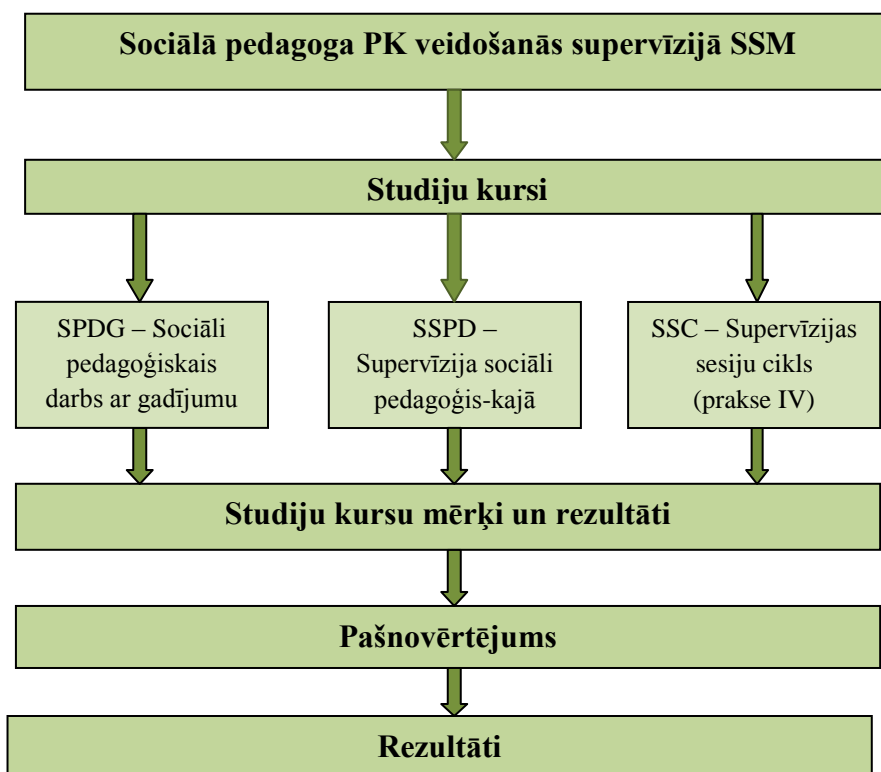 Sociālā pedagoga PK veidošanās supervīzijā SSM
Studiju kursi
SPDG – Sociāli
pedagoģiskais
darbs ar gadījumu
SSPD –
Supervīzija sociāli
pedagoģis-kajā
SSC – Supervīzijas
sesiju cikls
(prakse IV)
Studiju kursu mērķi un rezultāti
Pašnovērtējums
Rezultāti